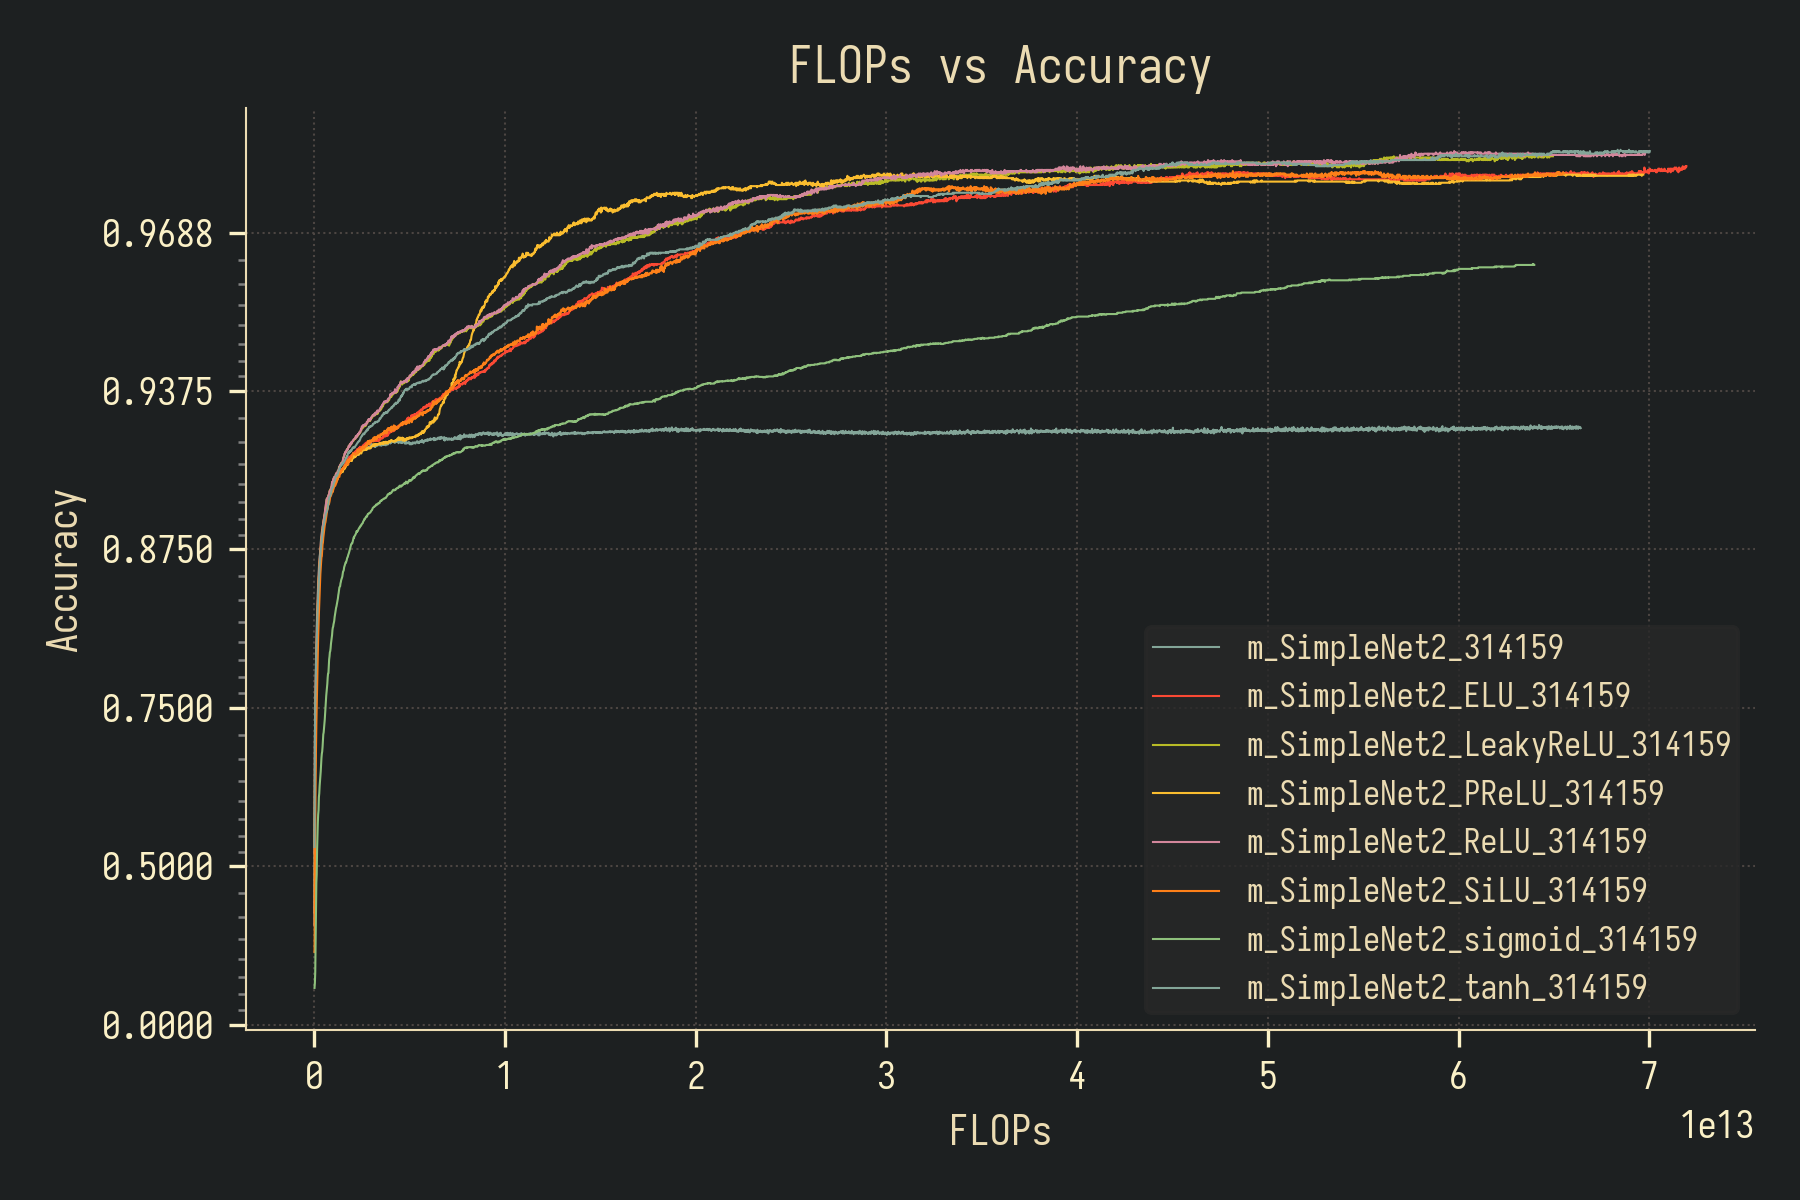 FLOPs vs Accuracy
Accuracy
0.9688
0.9375
0.8750
0.7500
0.5000
0.0000
m_SimpleNet2_314159
m_SimpleNet2_ELU_314159
m_SimpleNet2_LeakyReLU_314159
m_SimpleNet2_PReLU_314159
m_SimpleNet2_ReLU_314159
m_SimpleNet2_SiLU_314159
m_SimpleNet2_sigmoid_314159
m_SimpleNet2_tanh_314159
0 1 2 3 4 5 6 7
FLOPs
1e13